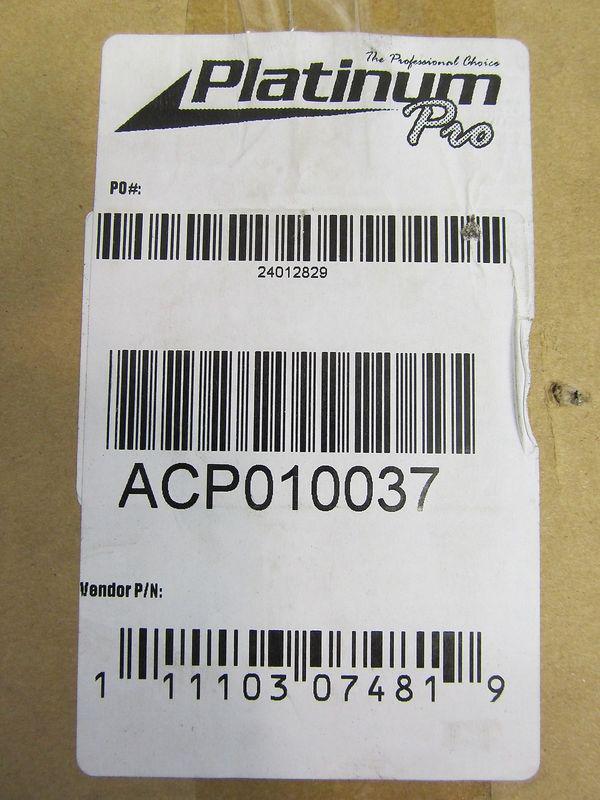 The Professional Choice
Platinum
Pro
PO#:
24012829
ACP010037
Vendor P/N:
1 11103 07481 9